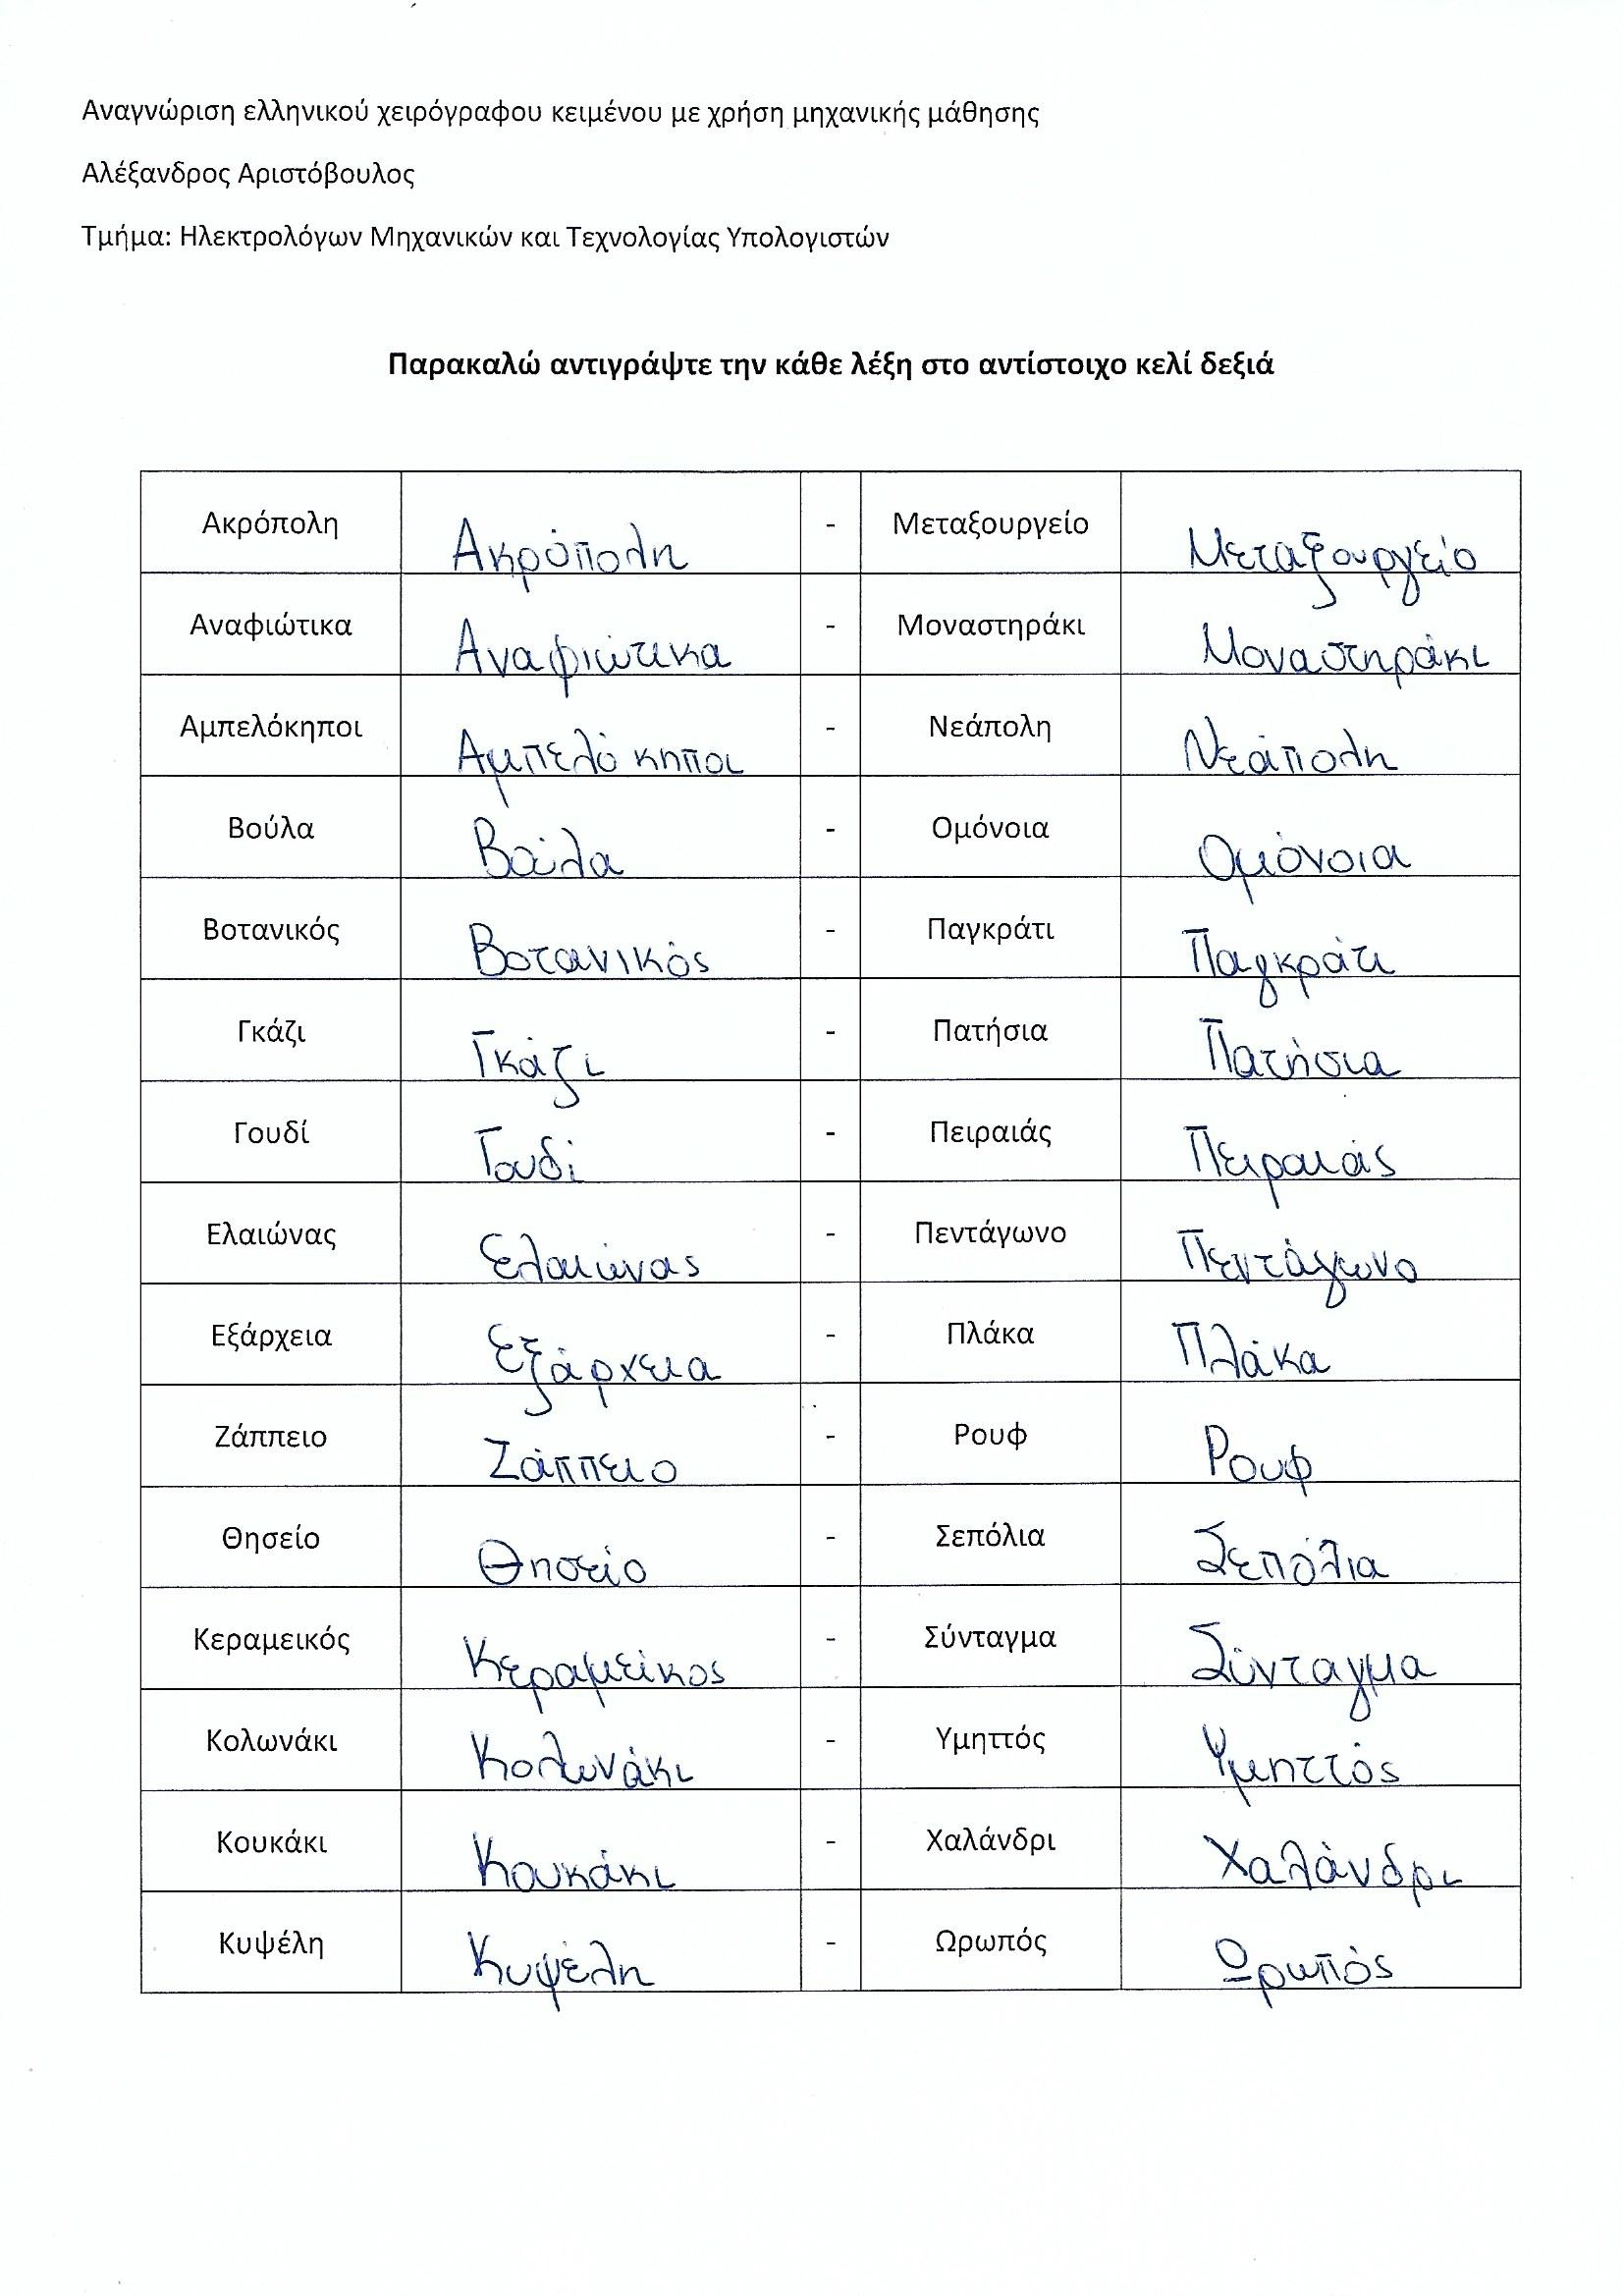 Αναγνώριση ελληνικού χειρόγραφου κειμένου με χρήση μηχανικής μάθησης
Αλέξανδρος Αριστόβουλος
Τμήμα: Ηλεκτρολόγων Μηχανικών και Τεχνολογίας Υπολογιστών
Παρακαλώ αντιγράψτε την κάθε λέξη στο αντίστοιχο κελί δεξιά
Ακρόπολη Ακρόπολη - Μεταξουργείο Μεταξουργείο
Αναφιώτικα Αναφιώτικα - Μοναστηράκι Μοναστηράκι
Αμπελόκηποι Αμπελόκηποι - Νεάπολη Νεάπολη
Βούλα Βούλα - Ομόνοια Ομόνοια
Βοτανικός Βοτανικός - Παγκράτι Παγκράτι
Γκάζι Γκάζι - Πατήσια Πατήσια
Γουδί Γουδί - Πειραιάς Πειραιάς
Ελαιώνας Ελαιώνας - Πεντάγωνο Πεντάγωνο
Εξάρχεια Εξάρχεια - Πλάκα Πλάκα
Ζάππειο Ζάππειο - Ρουφ Ρουφ
Θησείο Θησείο - Σεπόλια Σεπόλια
Κεραμεικός Κεραμείκος - Σύνταγμα Σύνταγμα
Κολωνάκι Κολωνάκι - Υμηττός Υμηττός
Κουκάκι Κουκάκι - Χαλάνδρι Χαλάνδρι
Κυψέλη Κυψέλη - Ωρωπός Ωρωπός